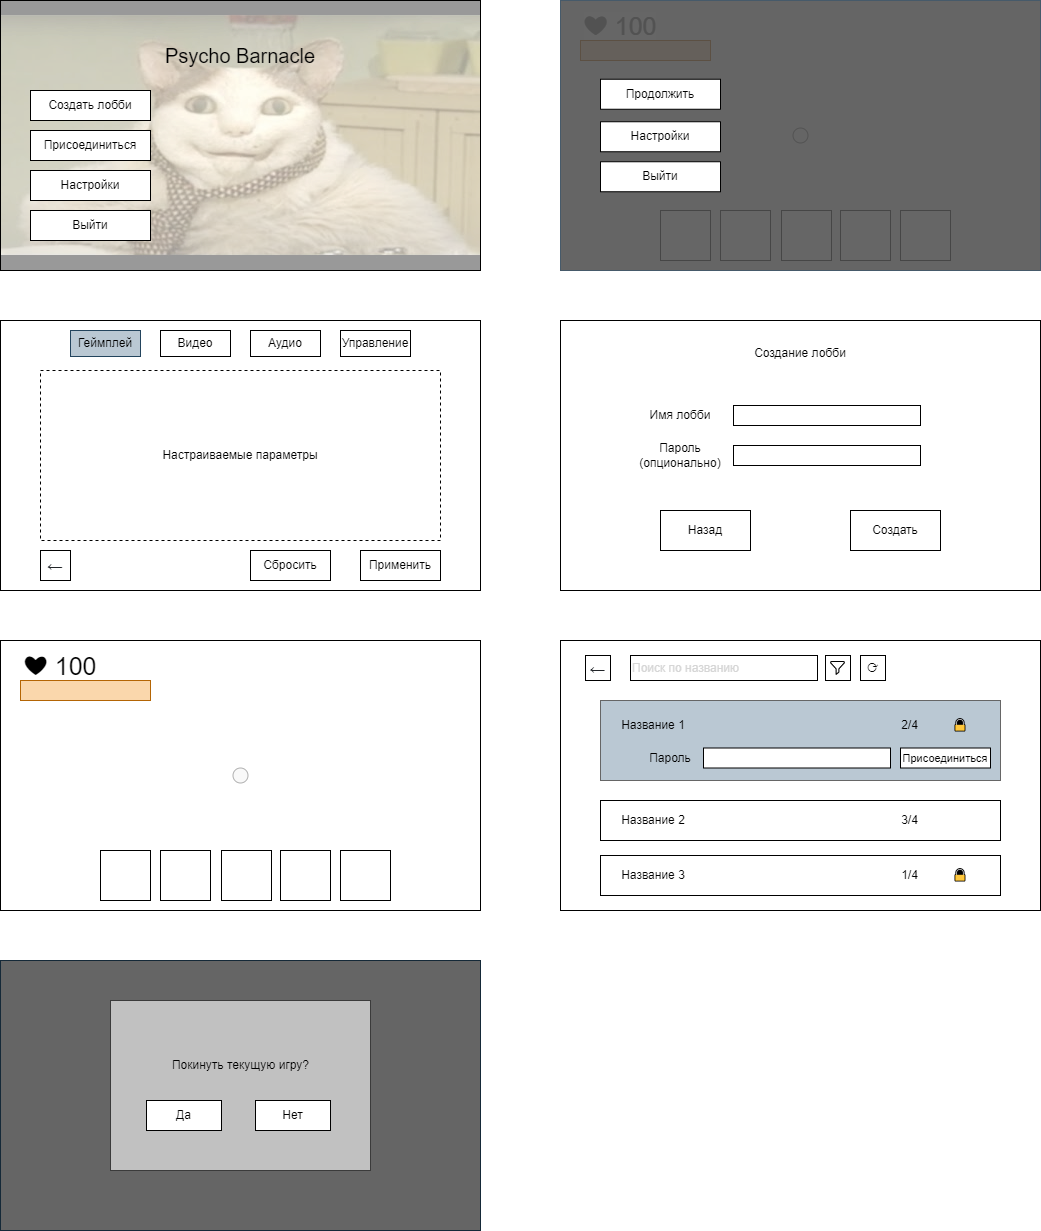 Psycho Barnacle
Создать лобби
Присоединиться
Настройки
Выйти
100
Продолжить
Настройки
Выйти
Геймплей
Видео
Аудио
Управление
Настраиваемые параметры
←
Сбросить
Применить
Создание лобби
Имя лобби
Пароль
(опционально)
Назад
Создать
100
←
Поиск по названию
Название 1
2/4
Пароль
Присоединиться
Название 2
3/4
Название 3
1/4
Покинуть текущую игру?
Да
Нет